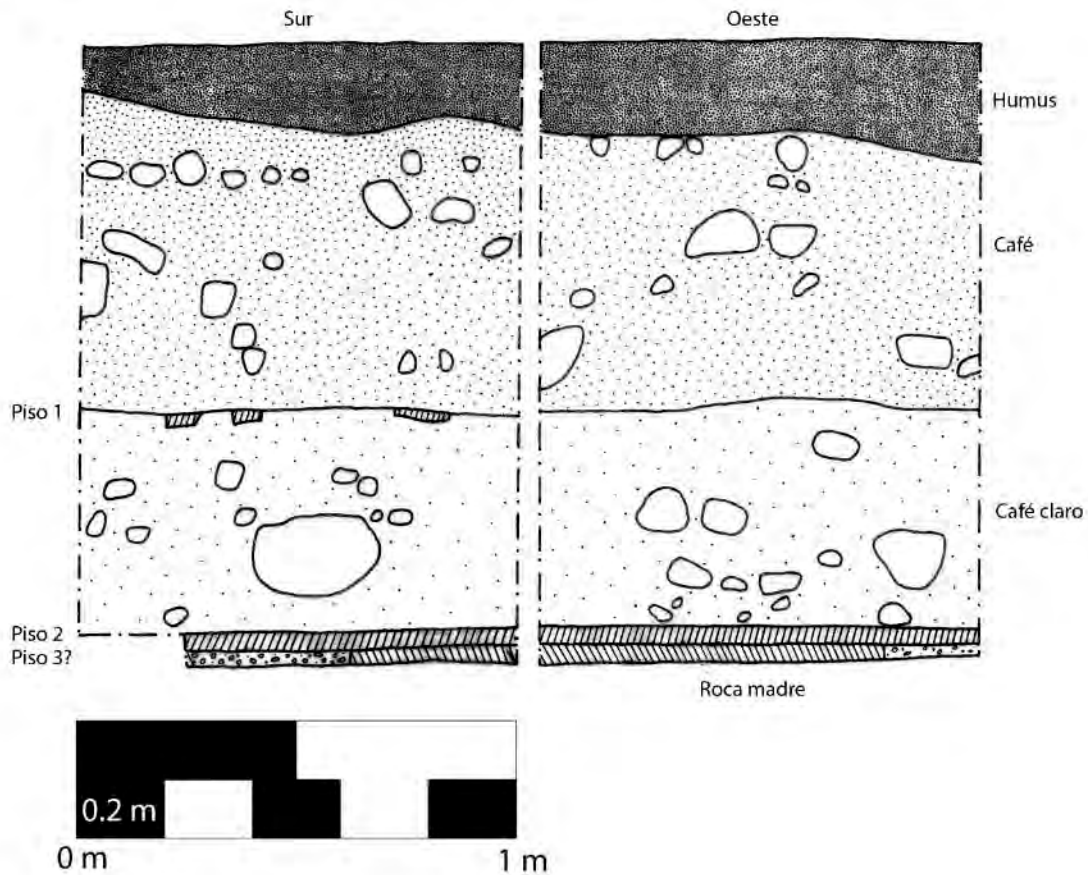 Sur
Oeste
Humus
Café
Piso 1
Café claro
Piso 2
Piso 3?
Roca madre
0.2 m
0 m
1 m